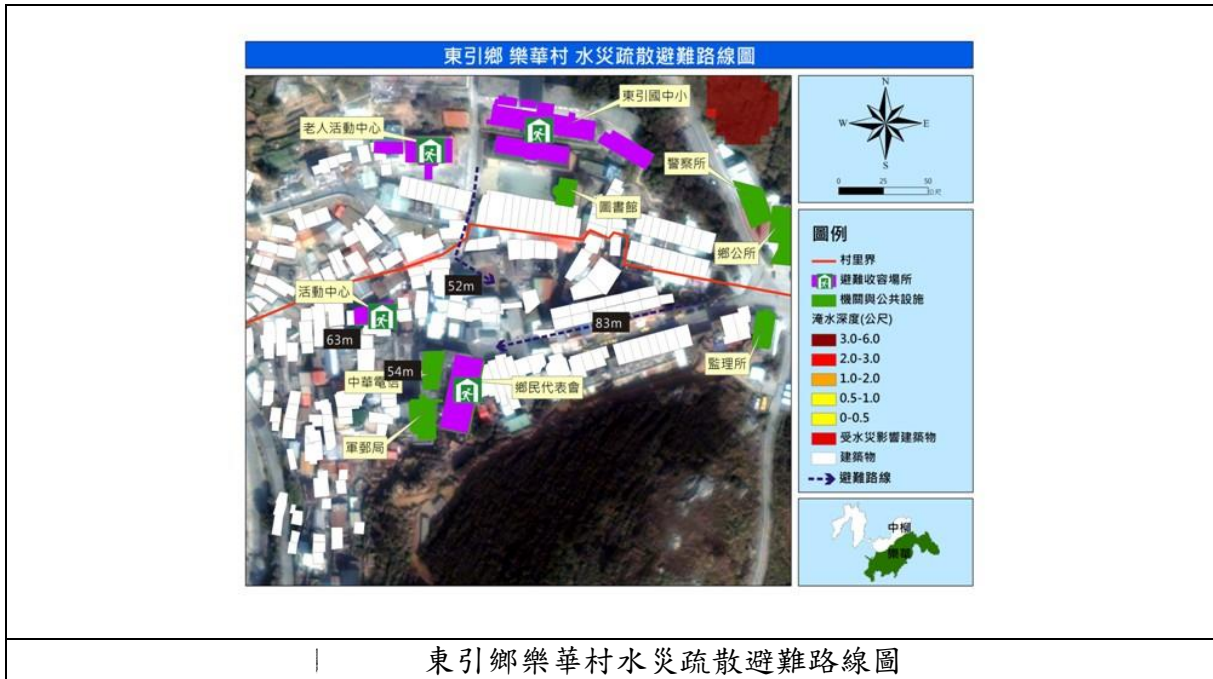 東引鄉 樂華村 水災疏散避難路線圖
東引國中小
老人活動中心
警察所
圖書館
鄉公所
52m
活動中心
83m
63m
監理所
54m
中華電信
鄉民代表會
軍郵局
N
W
E
S
0 25 50
公尺
圖例
村里界
避難收容場所
機關與公共設施
淹水深度(公尺)
3.0-6.0
2.0-3.0
1.0-2.0
0.5-1.0
0-0.5
受水災影響建築物
建築物
避難路線
中柳
樂華
東引鄉樂華村水災疏散避難路線圖